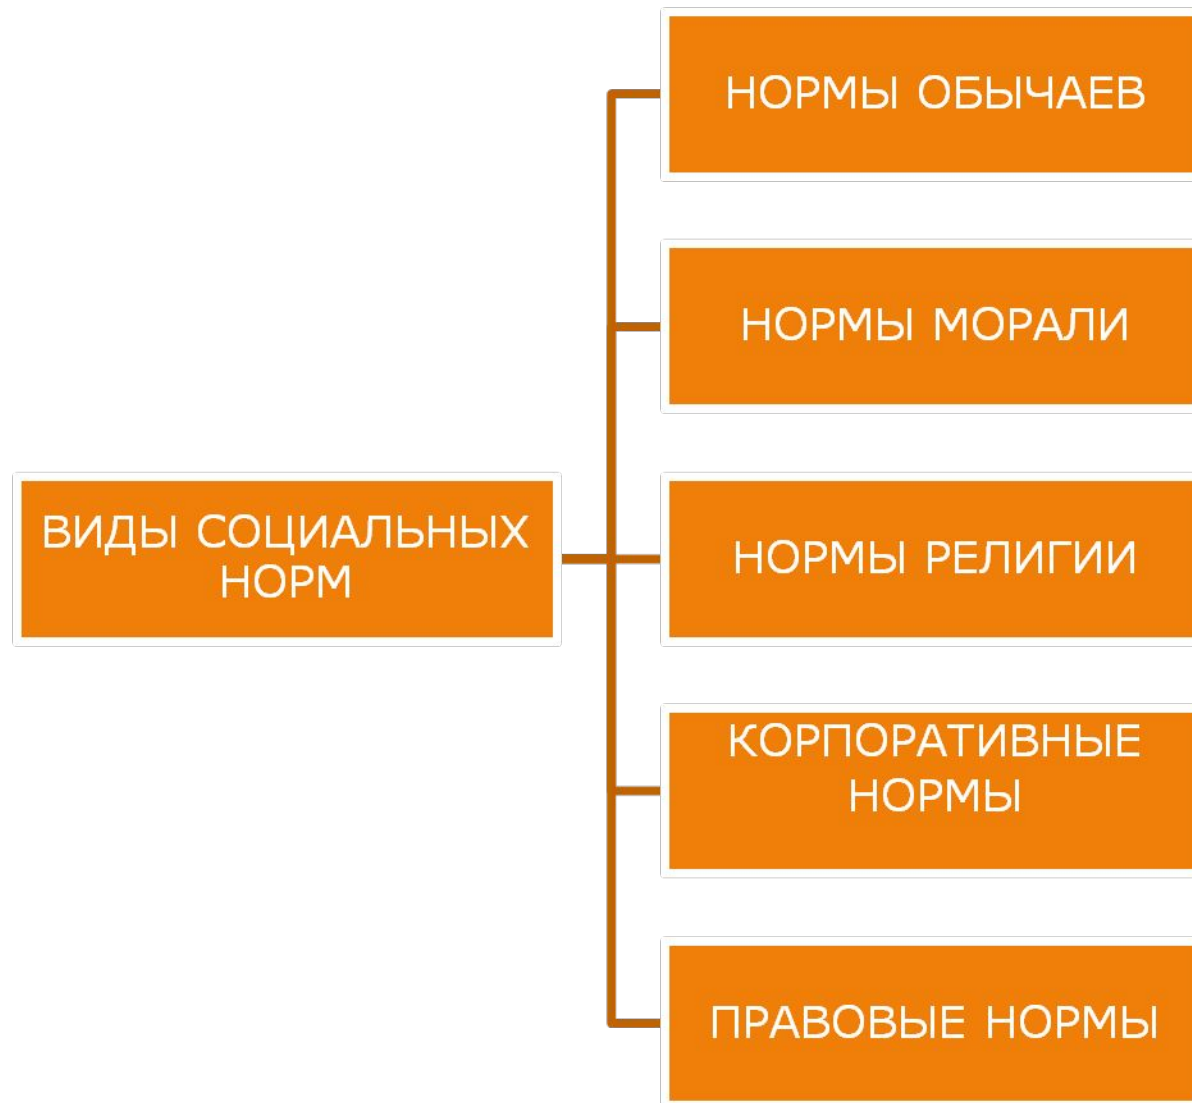 НОРМЫ ОБЫЧАЕВ
НОРМЫ МОРАЛИ
ВИДЫ СОЦИАЛЬНЫХ
НОРМ
НОРМЫ РЕЛИГИИ
КОРПОРАТИВНЫЕ
НОРМЫ
ПРАВОВЫЕ НОРМЫ